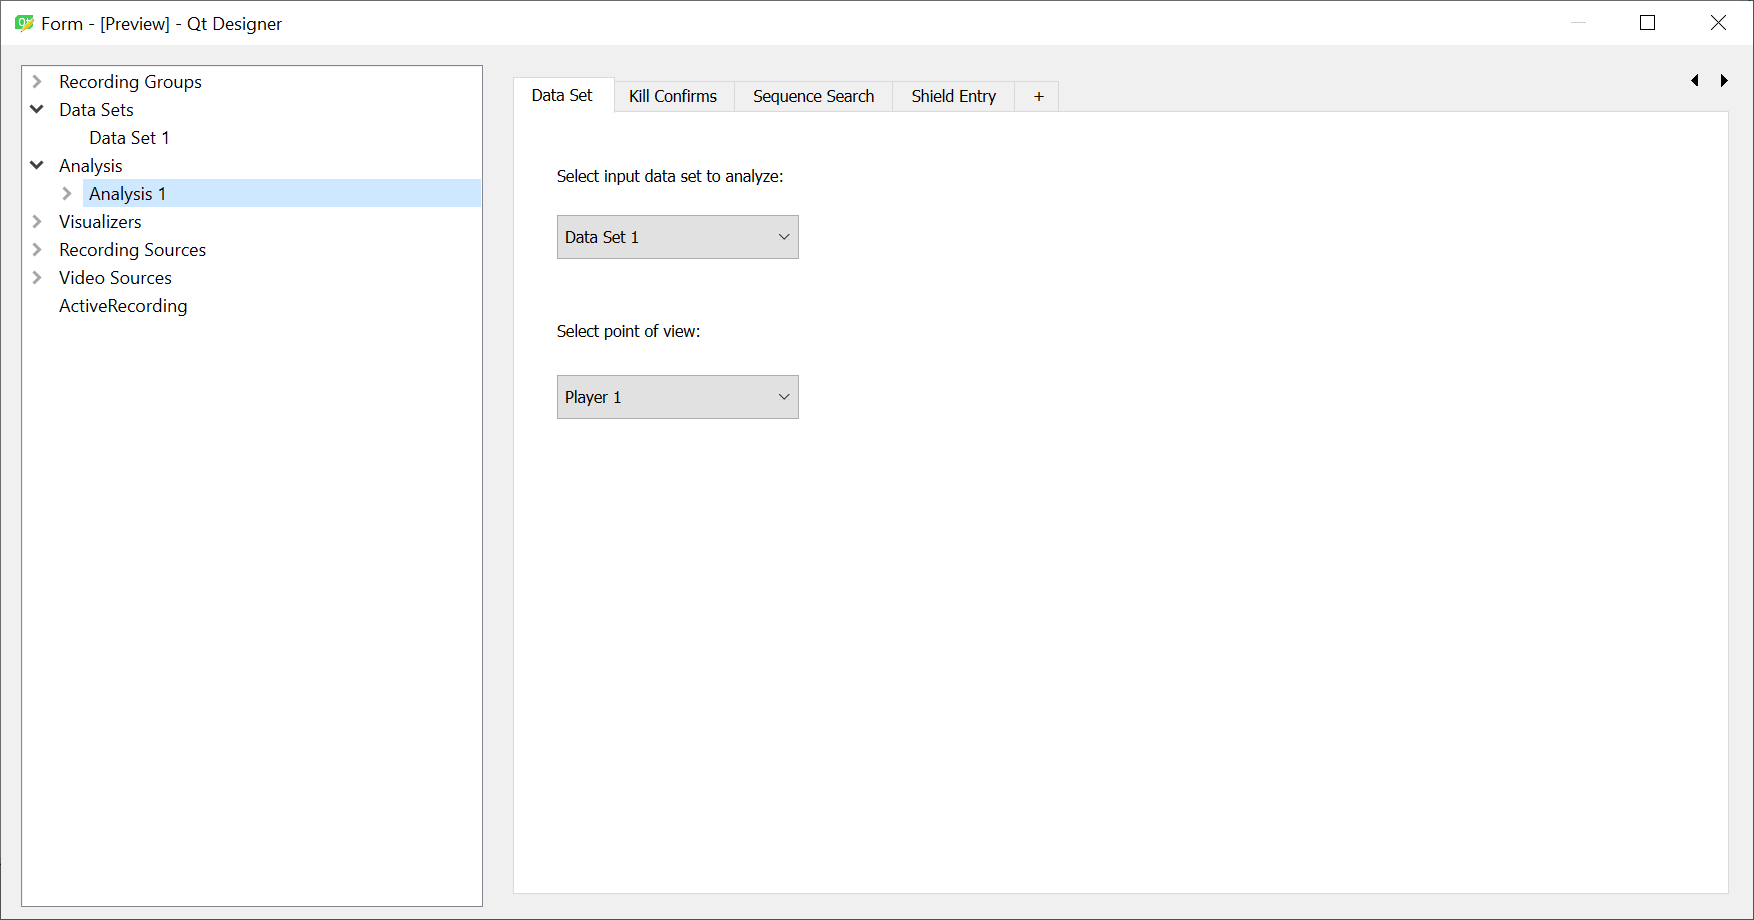 Form - [Preview] - Qt Designer
Recording Groups
Data Sets
Data Set 1
Analysis
Analysis 1
Visualizers
Recording Sources
Video Sources
ActiveRecording
Data Set Kill Confirms Sequence Search Shield Entry +
Select input data set to analyze:
Data Set 1
Select point of view:
Player 1